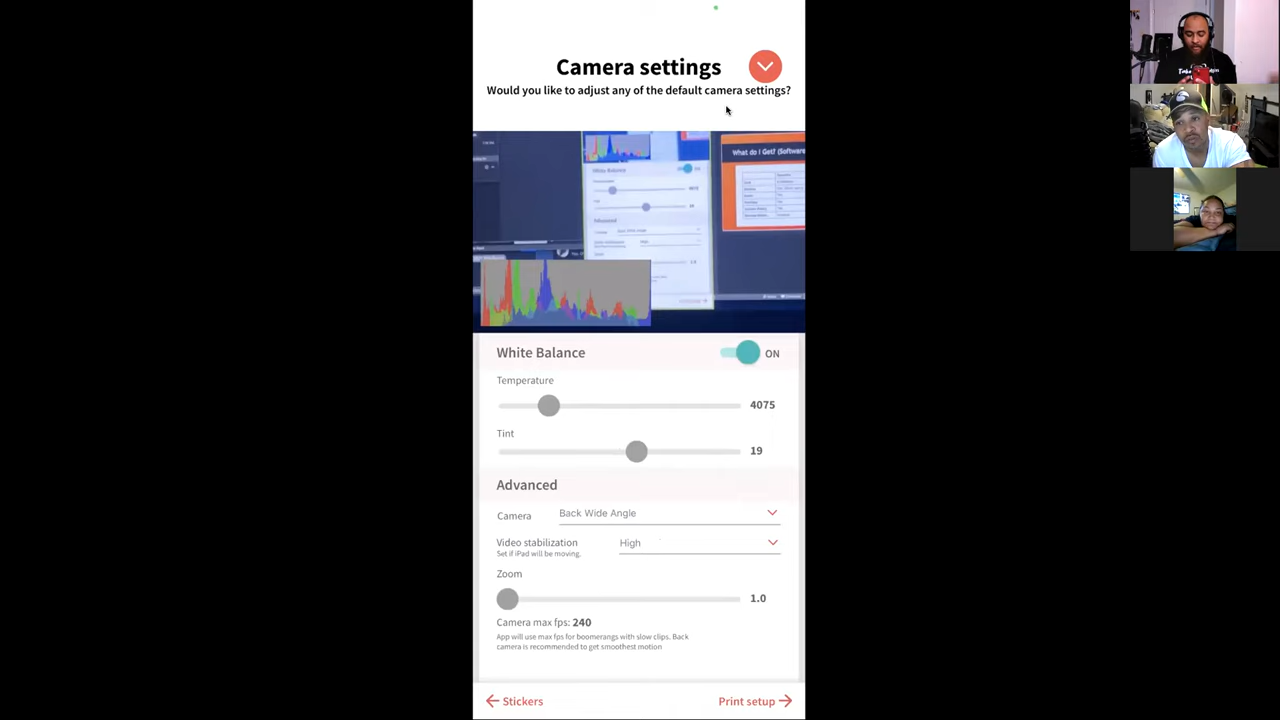 Camera settings
Would you like to adjust any of the default camera settings?
White Balance
What do I Get? (Software
White Balance
ON
Temperature
4075
Tint
19
Advanced
Camera
Back Wide Angle
Video stabilization
High
Set if iPad will be moving.
Zoom
1.0
Camera max fps: 240
App will use max fps for boomerangs with slow clips. Back
camera is recommended to get smoothest motion
Stickers
Print setup